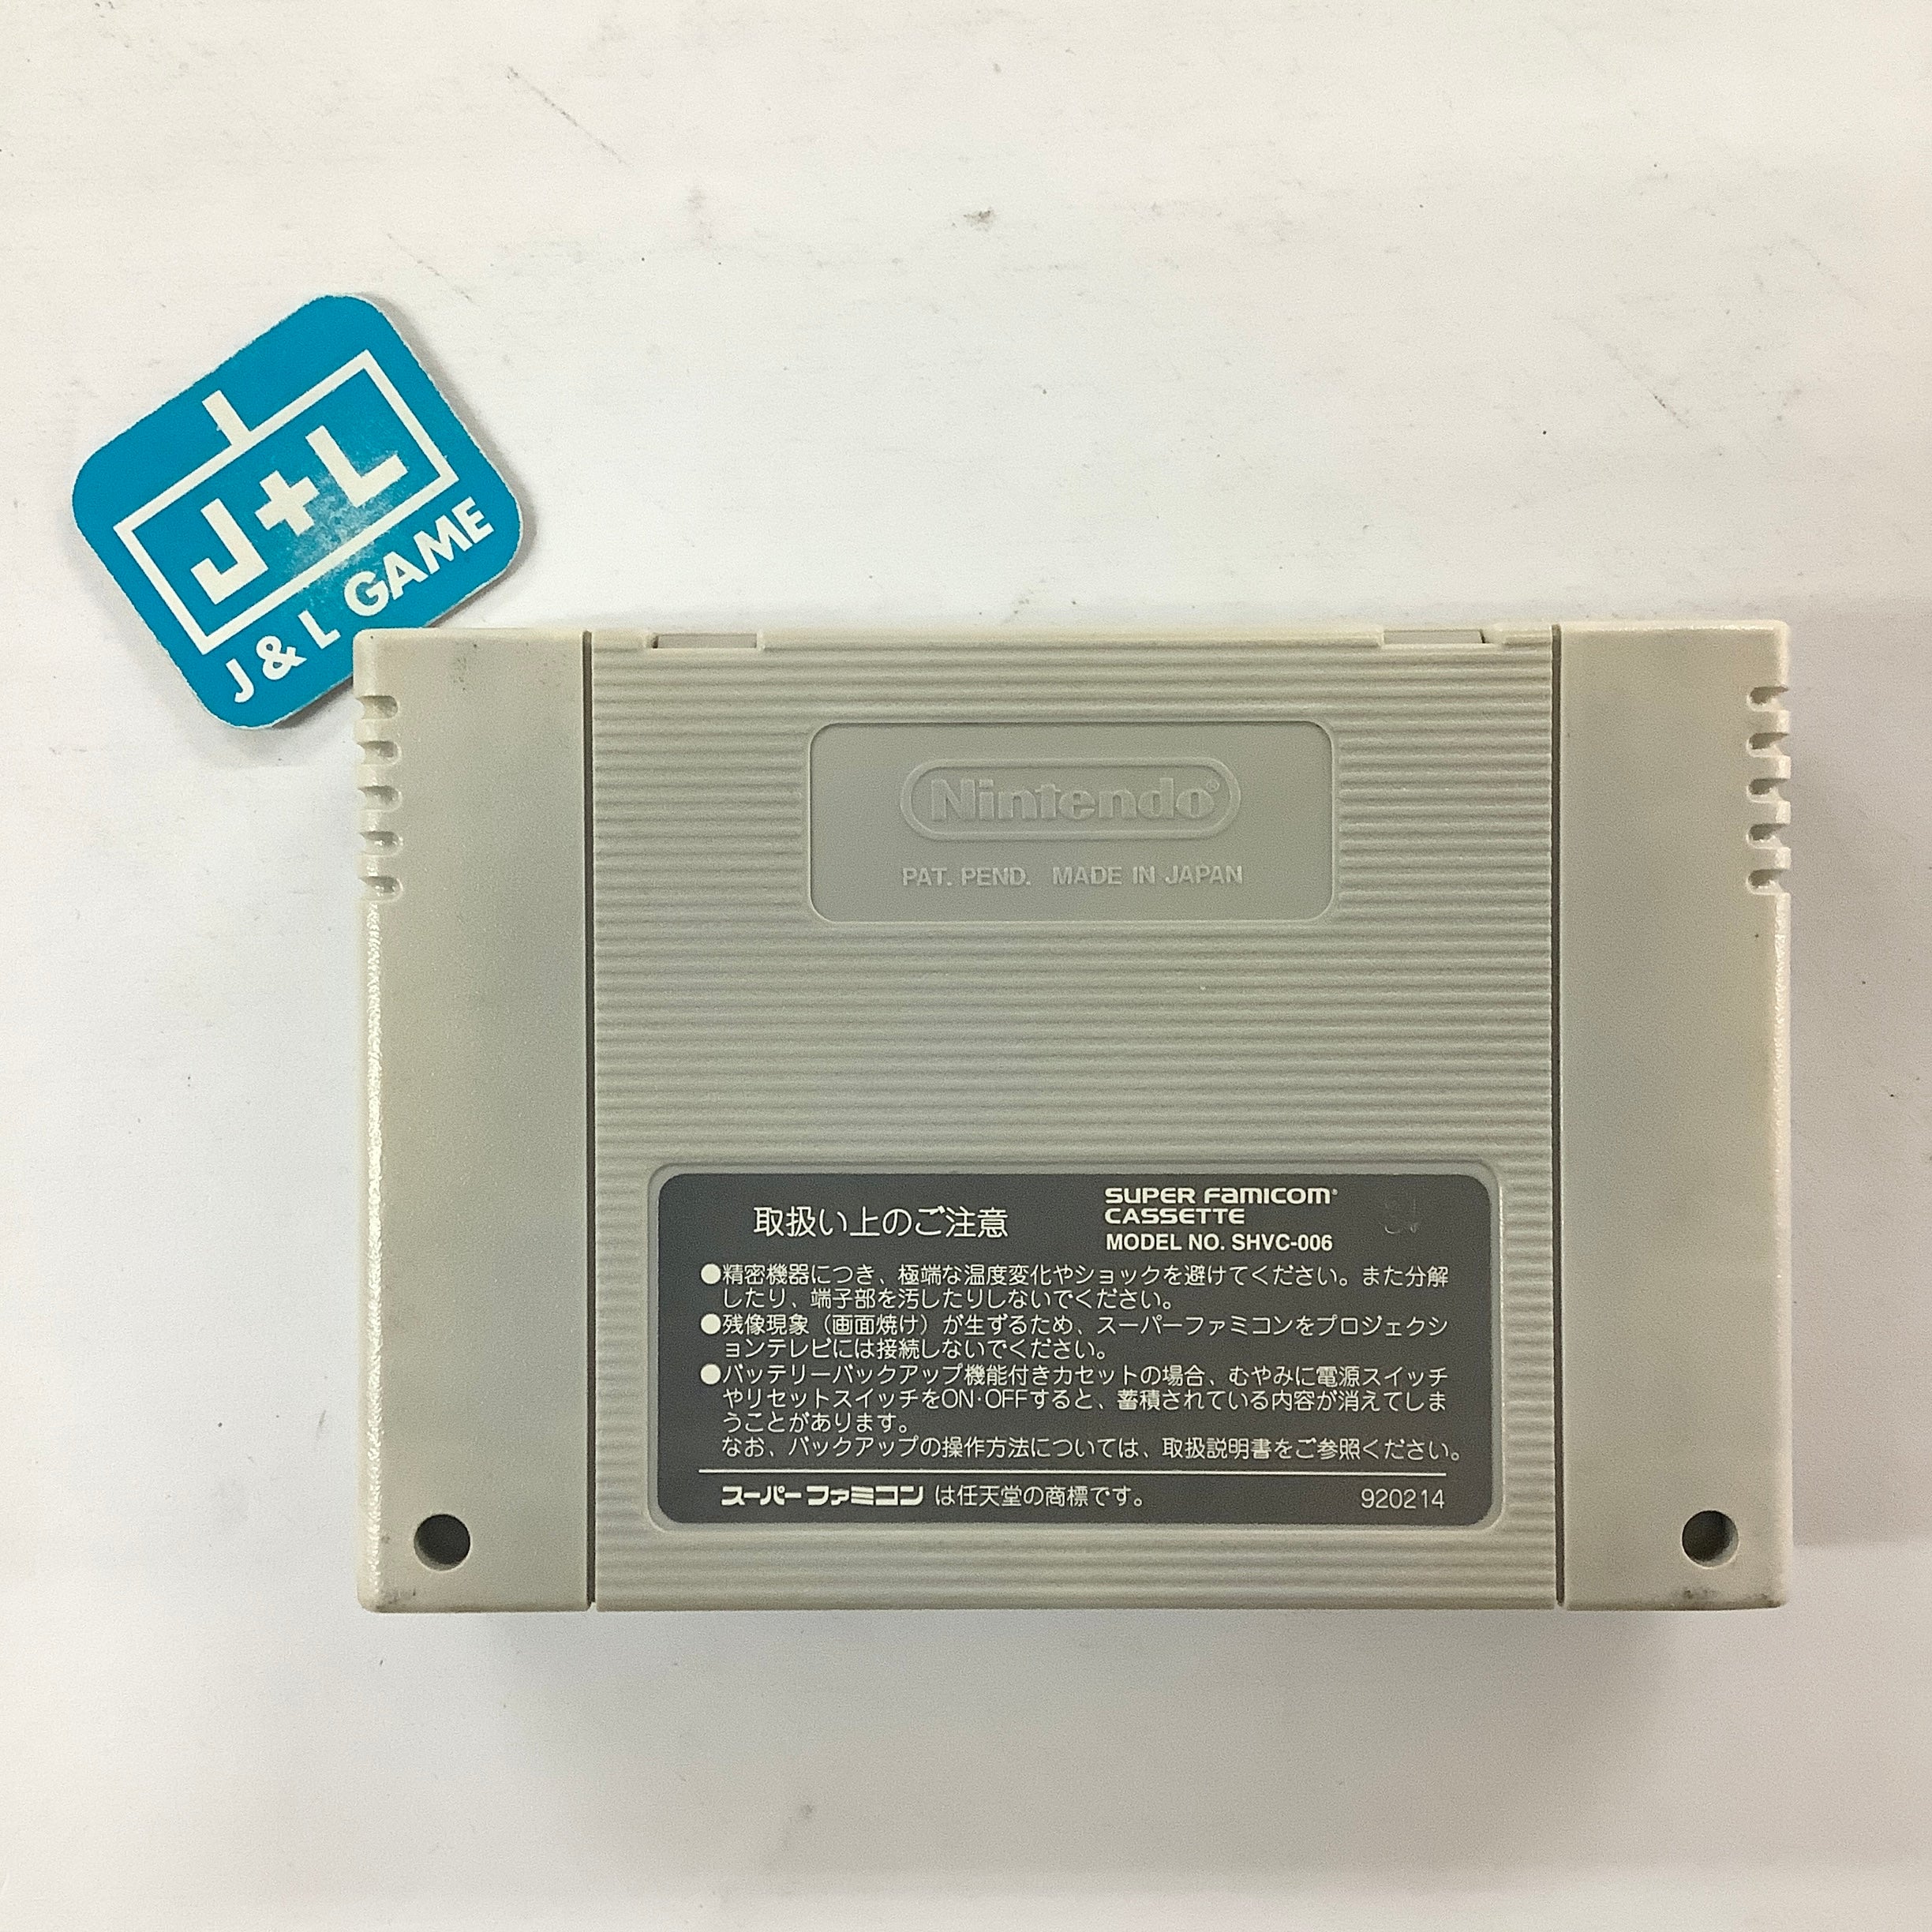 J+L
J & L GAME
Nintendo®
PAT. PEND. MADE IN JAPAN
取扱い上のご注意
SUPER FAMICOM®
CASSETTE
MODEL NO. SHVC-006
●精密機器につき、極端な温度変化やショックを避けてください。また分解
したり、端子部を汚したりしないでください。
●残像現象（画面焼け）が生ずるため、スーパーファミコンをプロジェクシ
ョンテレビには接続しないでください。
●バッテリーバックアップ機能付きカセットの場合、むやみに電源スイッチ
やリセットスイッチをON·OFFすると、蓄積されている内容が消えてしま
うことがあります。
なお、バックアップの操作方法については、取扱説明書をご参照ください。
スーパーファミコン は任天堂の商標です。
920214